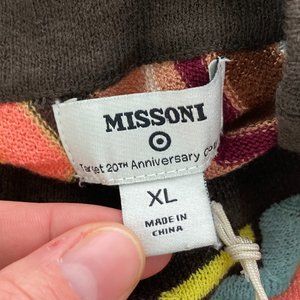 MISSONI
Target 20TH Anniversary
XL
MADE IN
CHINA